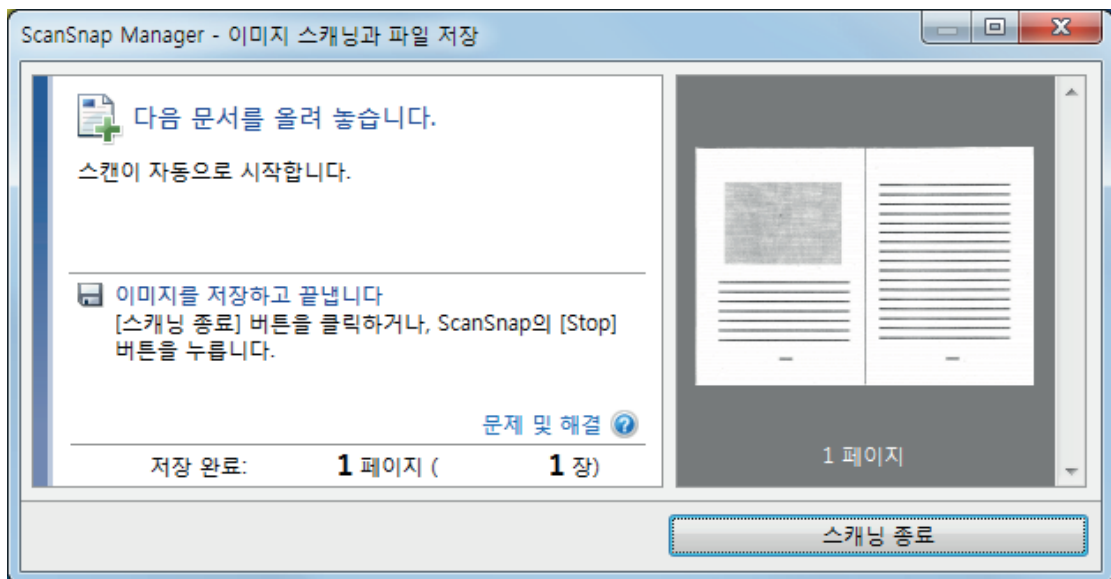 ScanSnap Manager - 이미지 스캐닝과 파일 저장
다음 문서를 올려 놓습니다.
스캔이 자동으로 시작합니다.
이미지를 저장하고 끝냅니다
[스캐닝 종료] 버튼을 클릭하거나, ScanSnap의 [Stop]
버튼을 누릅니다.
문제 및 해결
저장 완료: 1 페이지 ( 1 장)
1 페이지
스캐닝 종료